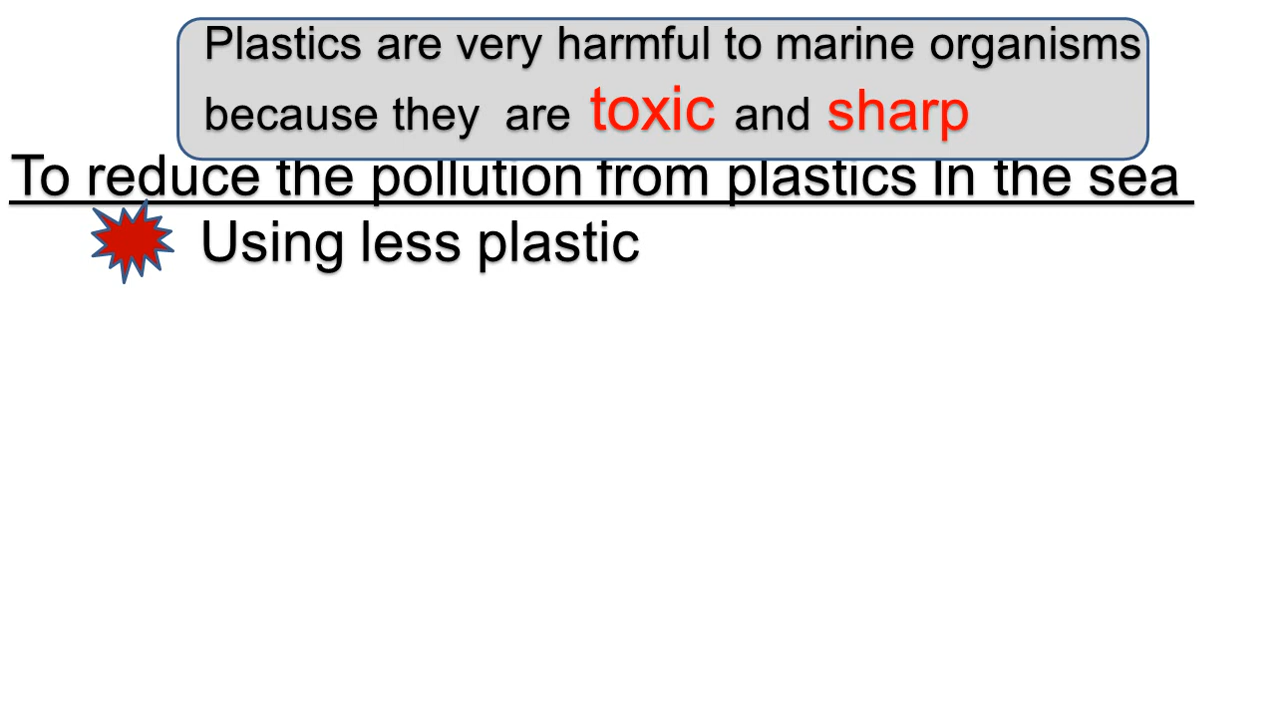 Plastics are very harmful to marine organisms
because they are toxic and sharp
To reduce the pollution from plastics In the sea
Using less plastic